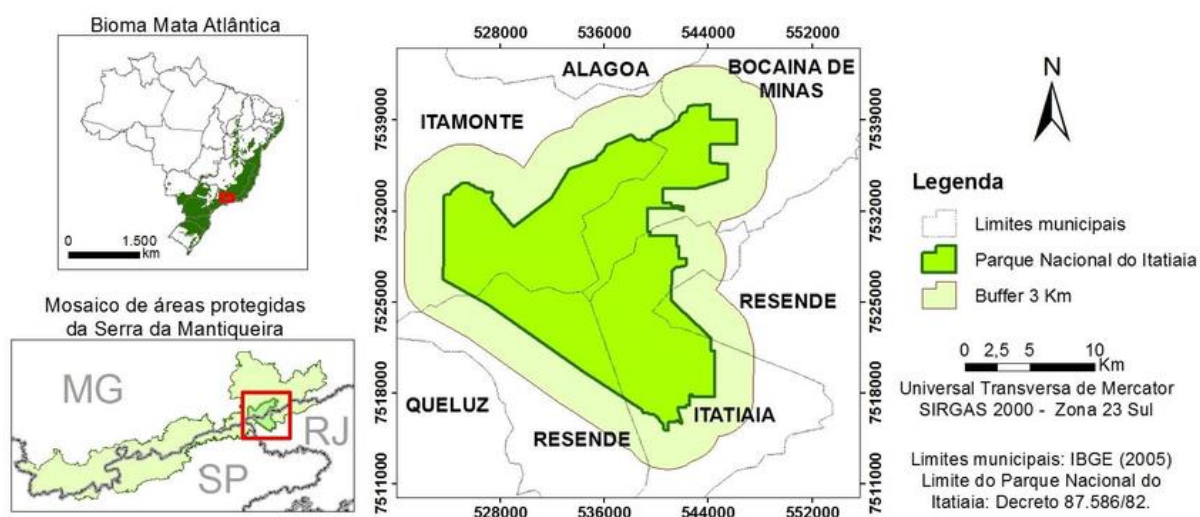 Bioma Mata Atlântica
0 1.500
km
Mosaico de áreas protegidas
da Serra da Mantiqueira
MG
RJ
SP
528000 536000 544000 552000
7539000
7532000
7525000
7518000
7511000
ALAGOA
BOCAINA DE
MINAS
ITAMONTE
RESENDE
QUELUZ
ITATIAIA
RESENDE
7539000
7532000
7525000
7518000
7511000
528000 536000 544000 552000
N
Legenda
Limites municipais
Parque Nacional do Itatiaia
Buffer 3 Km
0 2,5 5 10
Km
Universal Transversa de Mercator
SIRGAS 2000 - Zona 23 Sul
Limites municipais: IBGE (2005)
Limite do Parque Nacional do
Itatiaia: Decreto 87.586/82.